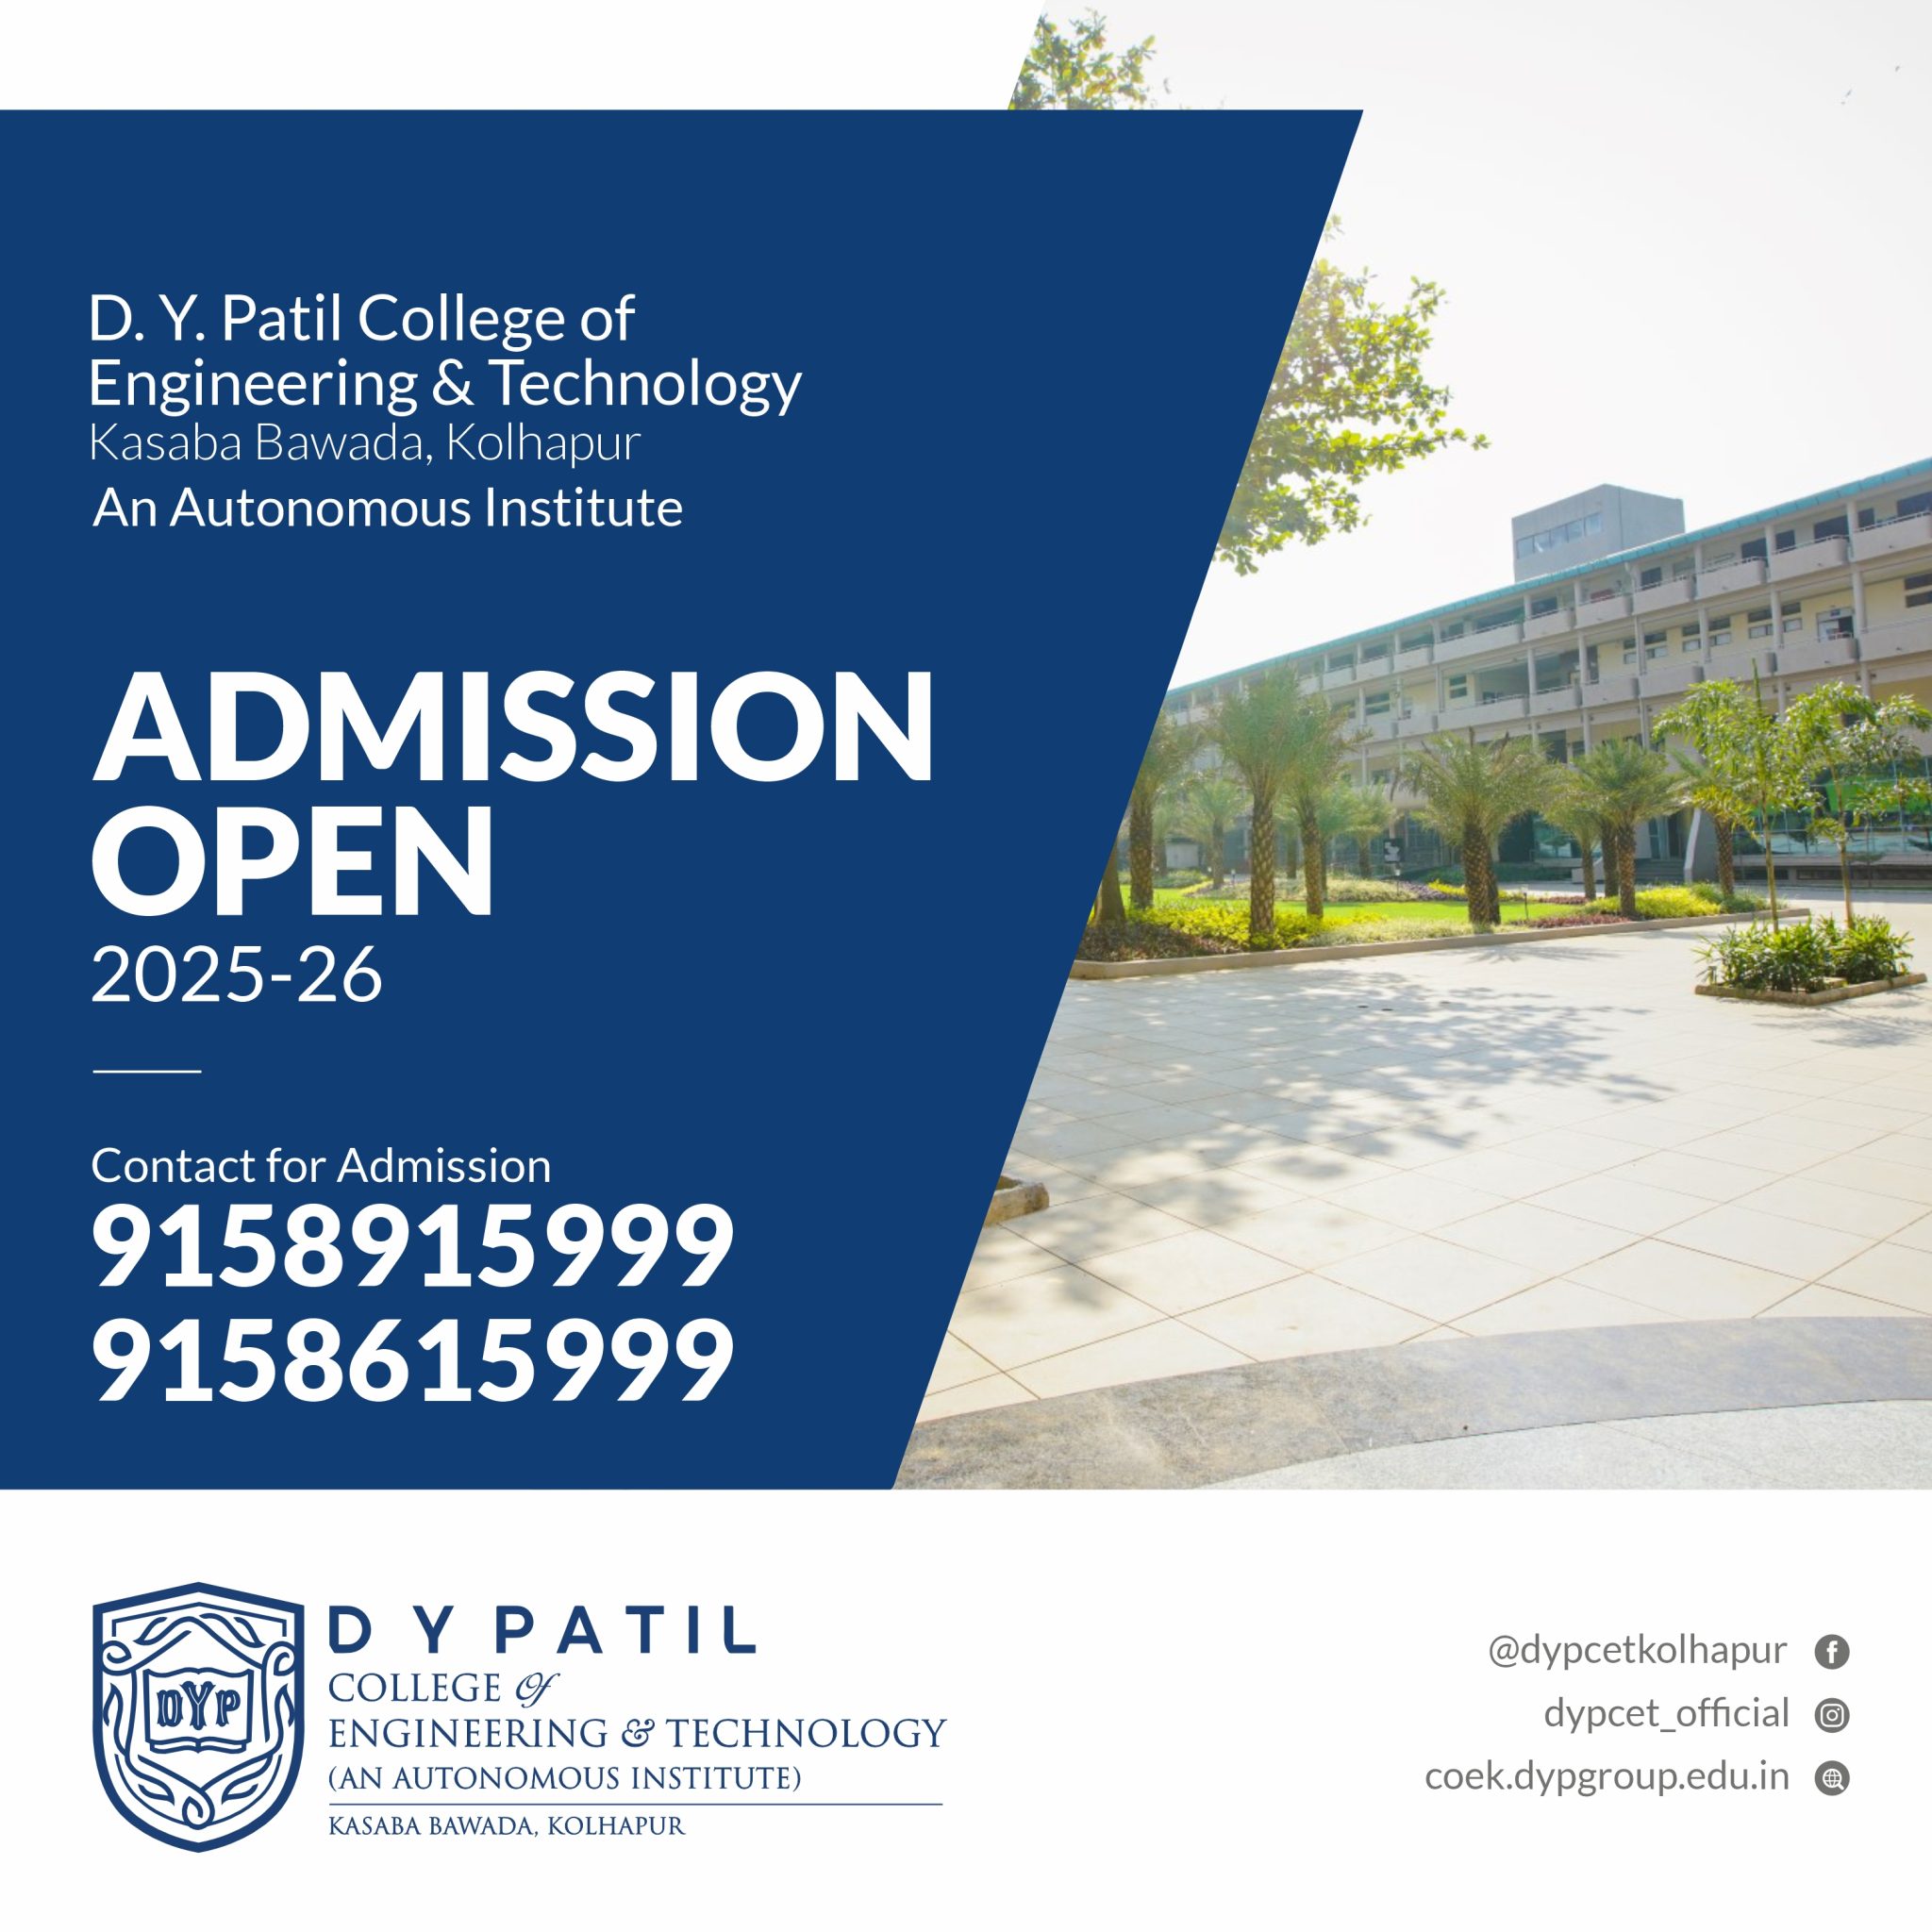 D. Y. Patil College of
Engineering & Technology
Kasaba Bawada, Kolhapur
An Autonomous Institute
ADMISSION
OPEN
2025-26
Contact for Admission
9158915999
9158615999
DYP
D Y PATIL
COLLEGE Of
ENGINEERING & TECHNOLOGY
(AN AUTONOMOUS INSTITUTE)
KASABA BAWADA, KOLHAPUR
@dypcetkolhapur
dypcet_official
coek.dypgroup.edu.in